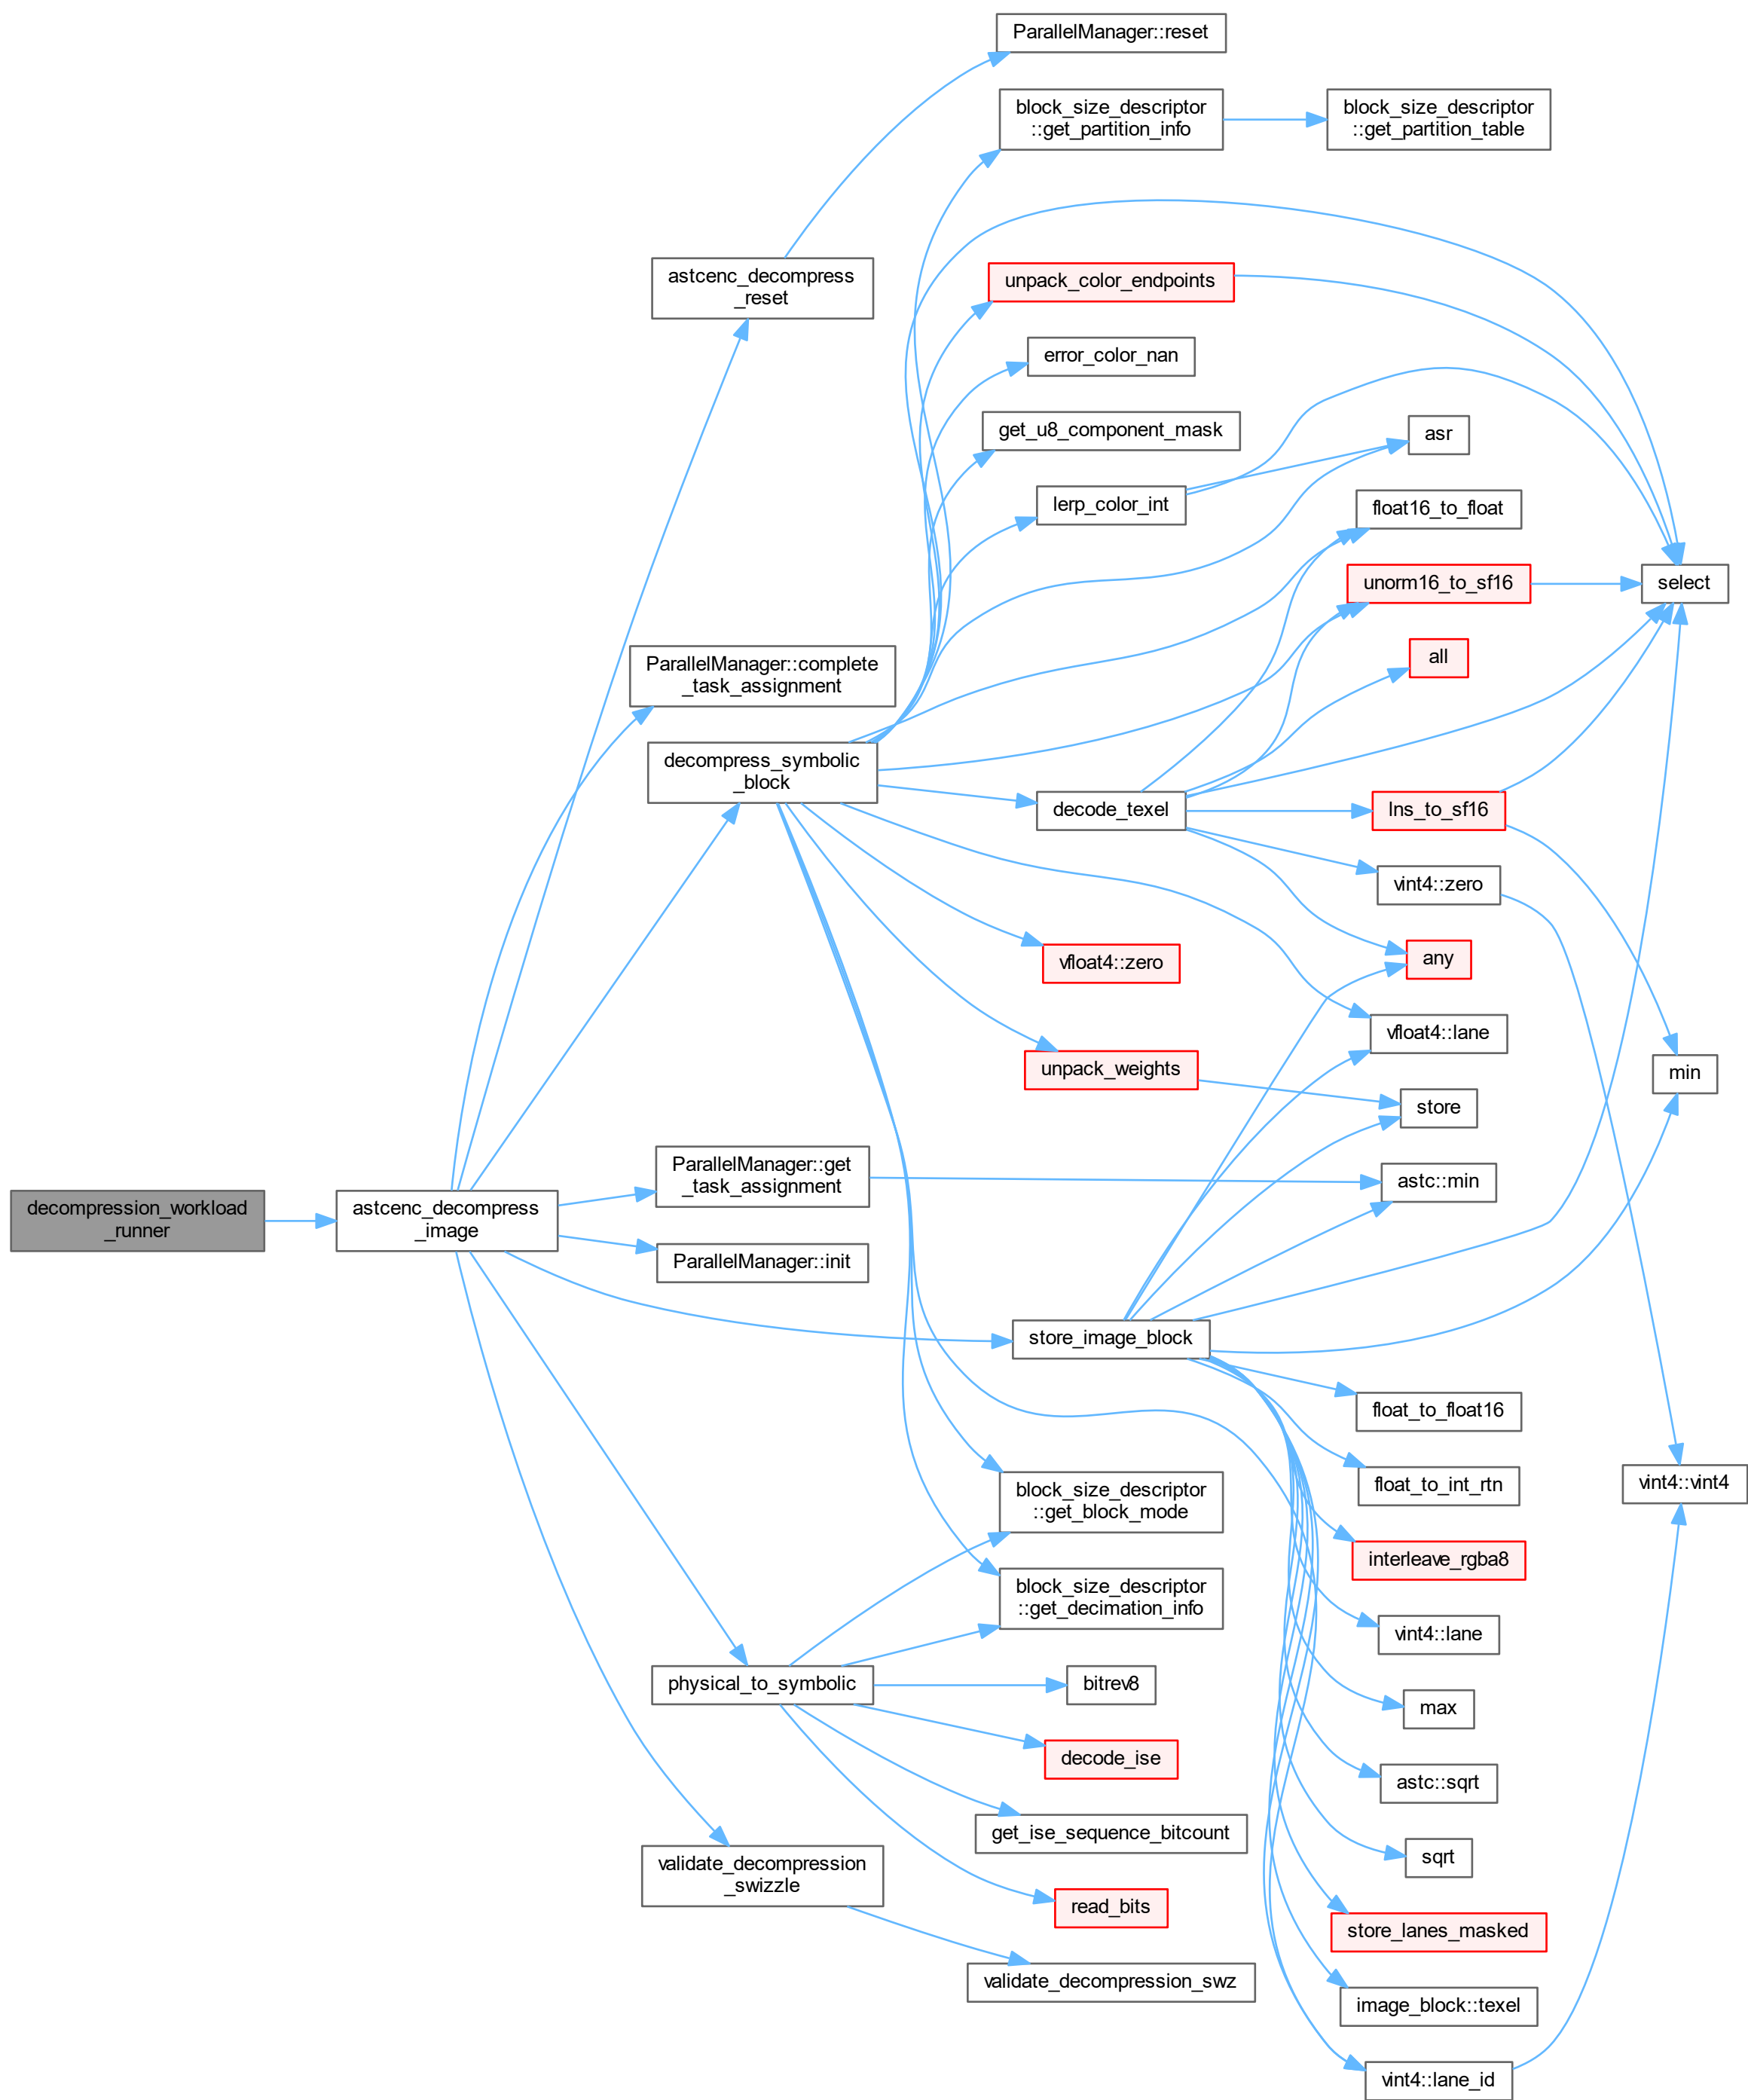 ParallelManager::reset
block_size_descriptor
::get_partition_info
block_size_descriptor
::get_partition_table
astcenc_decompress
_reset
unpack_color_endpoints
error_color_nan
get_u8_component_mask
asr
lerp_color_int
float16_to_float
unorm16_to_sf16
select
all
ParallelManager::complete
_task_assignment
decompress_symbolic
_block
decode_texel
lns_to_sf16
vint4::zero
vfloat4::zero
any
vfloat4::lane
unpack_weights
min
store
ParallelManager::get
_task_assignment
astc::min
decompression_workload
_runner
astcenc_decompress
_image
ParallelManager::init
store_image_block
float_to_float16
float_to_int_rtn
block_size_descriptor
::get_block_mode
vint4::vint4
interleave_rgba8
block_size_descriptor
::get_decimation_info
vint4::lane
physical_to_symbolic
bitrev8
max
decode_ise
astc::sqrt
get_ise_sequence_bitcount
sqrt
validate_decompression
_swizzle
read_bits
store_lanes_masked
validate_decompression_swz
image_block::texel
vint4::lane_id